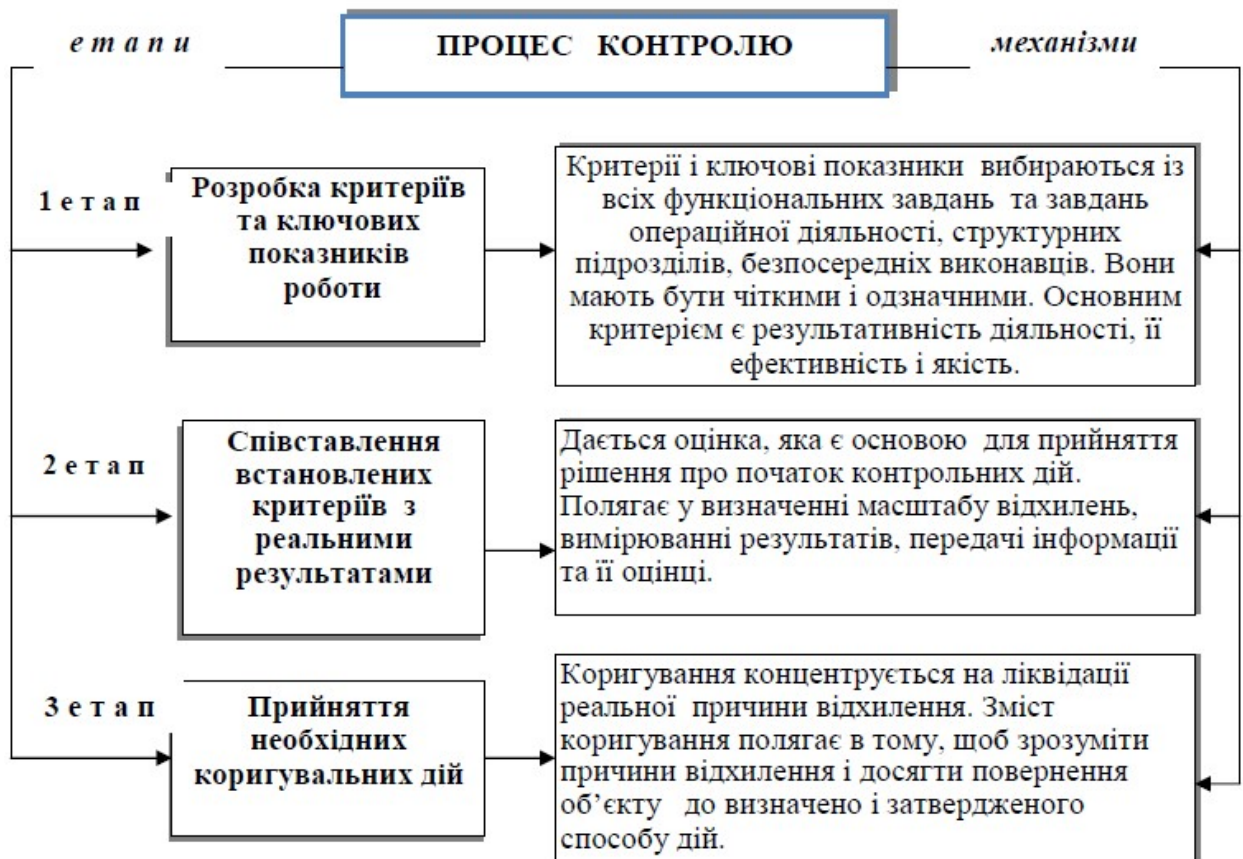 етапи
ПРОЦЕС КОНТРОЛЮ
механізми
1 етап
Розробка критеріїв
та ключових
показників
роботи
Критерії і ключові показники вибираються із
всіх функціональних завдань та завдань
операційної діяльності, структурних
підрозділів, безпосередніх виконавців. Вони
мають бути чіткими і одзначними. Основним
критерієм є результативність діяльності, її
ефективність і якість.
2 етап
Співставлення
встановлених
критеріїв з
реальними
результатами
Дається оцінка, яка є основою для прийняття
рішення про початок контрольних дій.
Полягає у визначенні масштабу відхилень,
вимірюванні результатів, передачі інформації
та її оцінці.
3 етап
Прийняття
необхідних
коригувальних дій
Коригування концентрується на ліквідації
реальної причини відхилення. Зміст
коригування полягає в тому, щоб зрозуміти
причини відхилення і досягти повернення
об’єкту до визначено і затвердженого
способу дій.